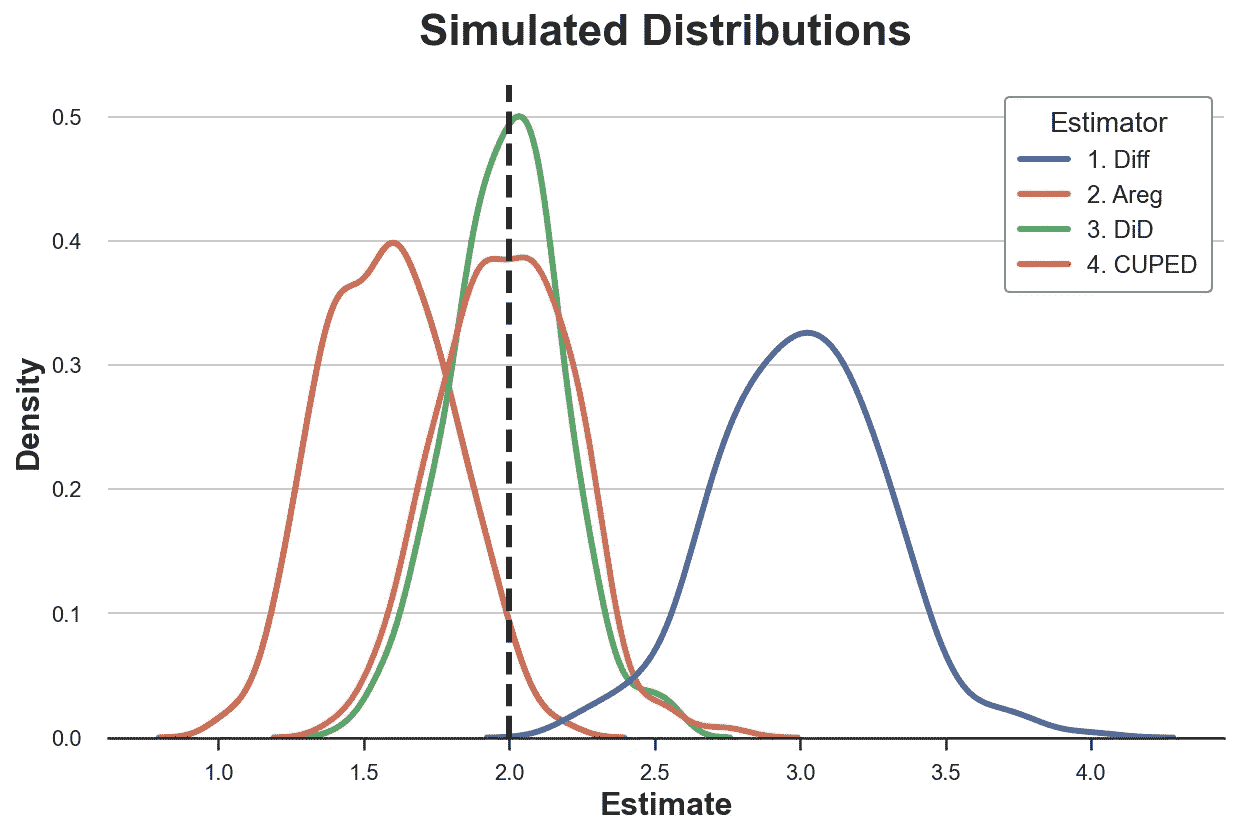 Simulated Distributions
Estimator
1. Diff
2. Areg
3. DiD
4. CUPED
Density
0.5
0.4
0.3
0.2
0.1
0.0
1.0 1.5 2.0 2.5 3.0 3.5 4.0
Estimate